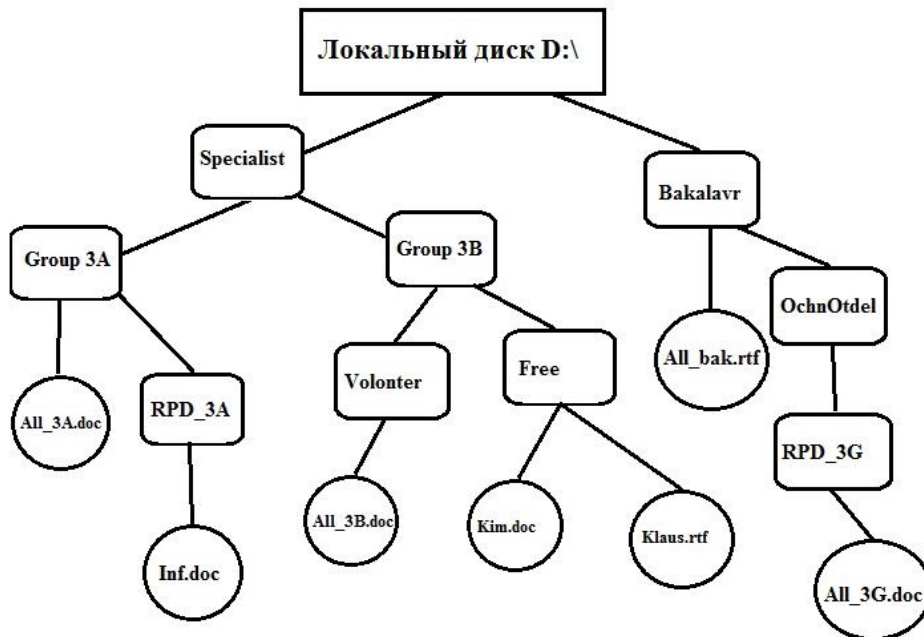 Локальный диск D:\
Specialist
Bakalavr
Group 3A
Group 3B
OchnOtdel
All_bak.rtf
Volonter
Free
RPD_3A
All_3A.doc
RPD_3G
All_3B.doc
Kim.doc
Klaus.rtf
Inf.doc
All_3G.doc